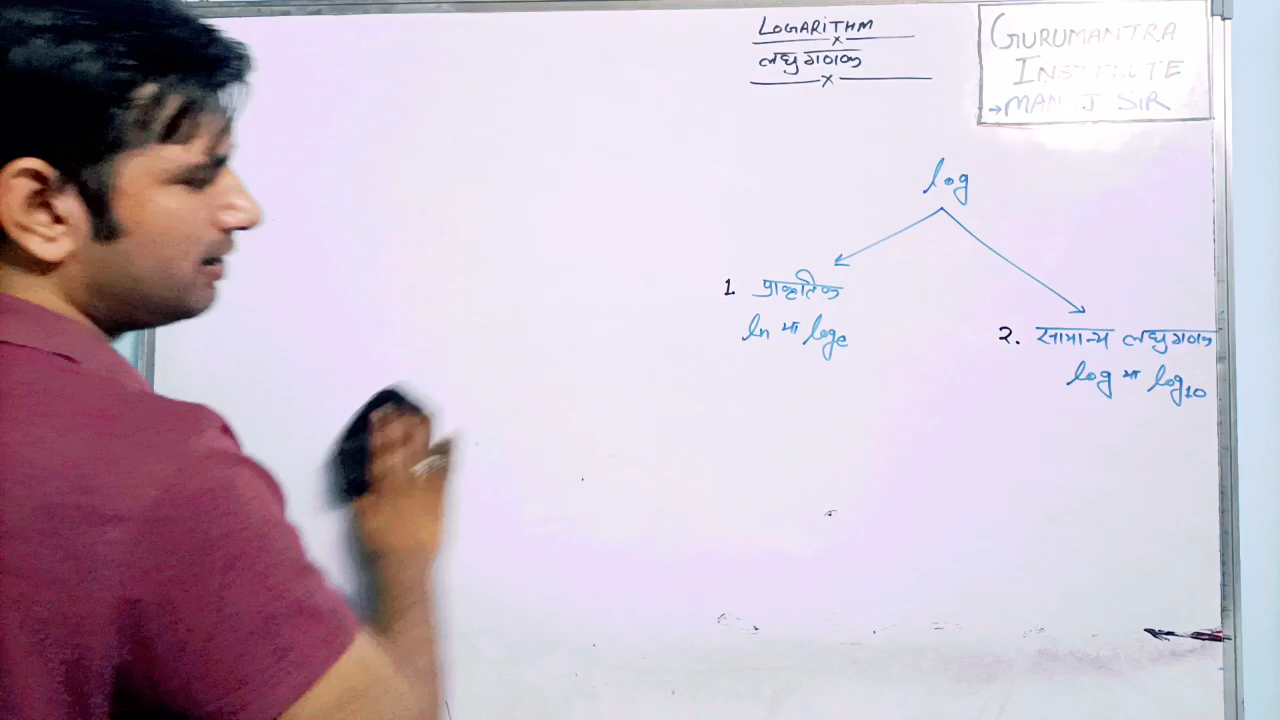 LOGARITHM
लघुगणक
GURUMANTRA
INSTITUTE
→ MANOJ SIR
log
1. प्राकृतिक
ln या logₑ
2. सामान्य लघुगणक
log या log₁₀